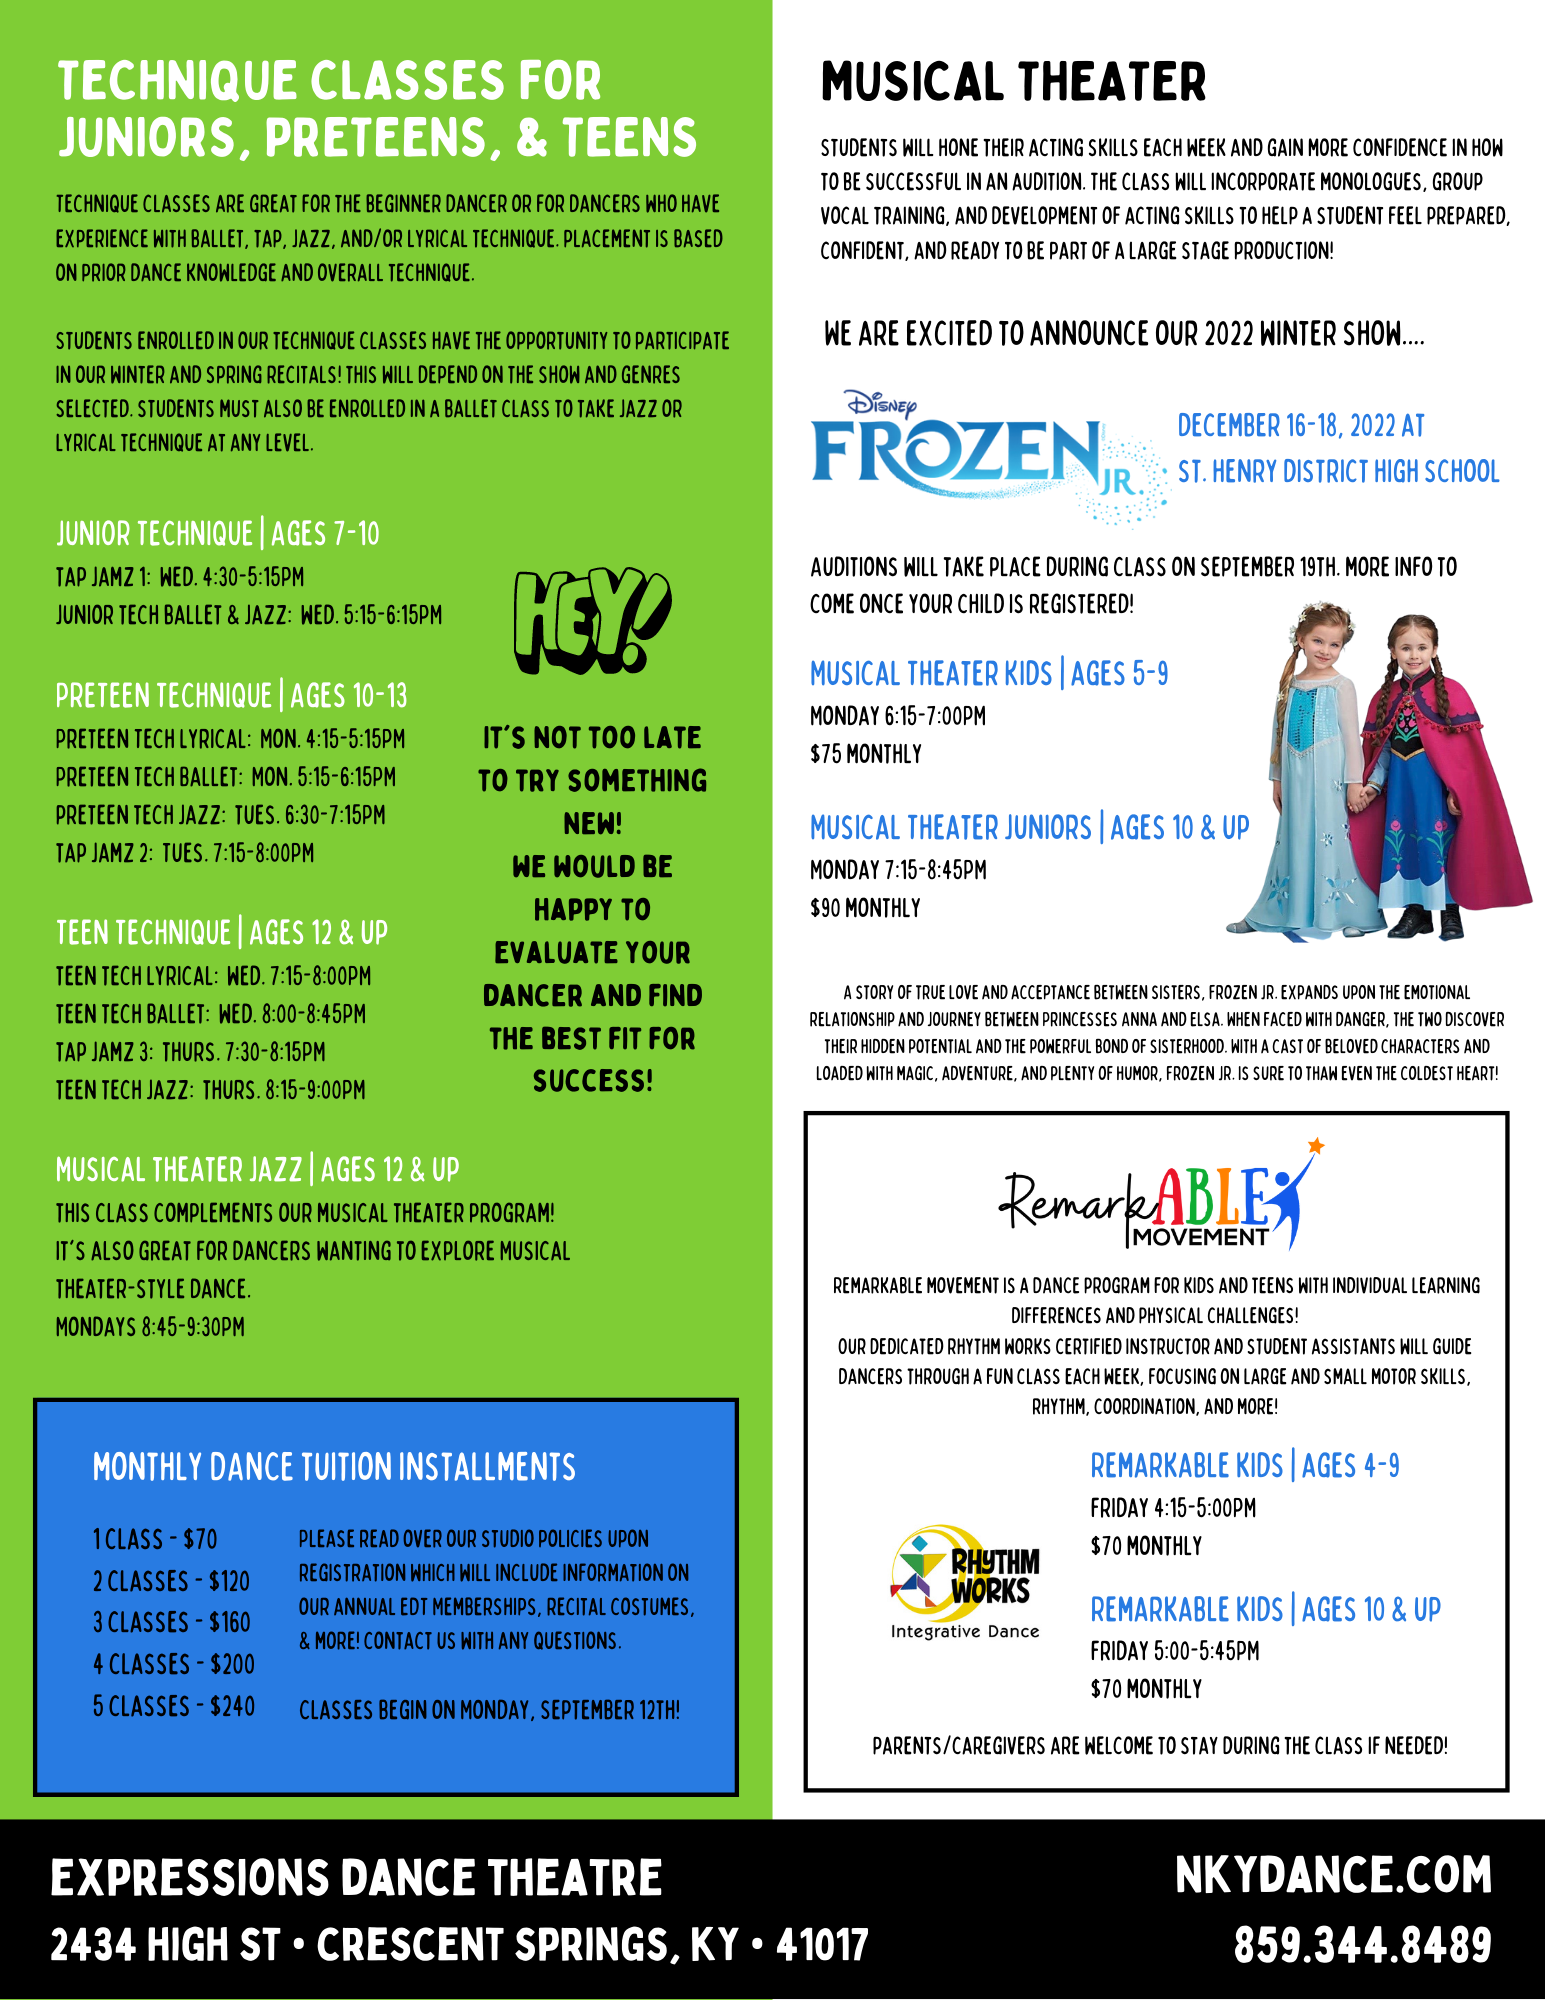 TECHNIQUE CLASSES FOR
JUNIORS, PRETEENS, & TEENS
TECHNIQUE CLASSES ARE GREAT FOR THE BEGINNER DANCER OR FOR DANCERS WHO HAVE
EXPERIENCE WITH BALLET, TAP, JAZZ, AND/OR LYRICAL TECHNIQUE. PLACEMENT IS BASED
ON PRIOR DANCE KNOWLEDGE AND OVERALL TECHNIQUE.
STUDENTS ENROLLED IN OUR TECHNIQUE CLASSES HAVE THE OPPORTUNITY TO PARTICIPATE
IN OUR WINTER AND SPRING RECITALS! THIS WILL DEPEND ON THE SHOW AND GENRES
SELECTED. STUDENTS MUST ALSO BE ENROLLED IN A BALLET CLASS TO TAKE JAZZ OR
LYRICAL TECHNIQUE AT ANY LEVEL.
JUNIOR TECHNIQUE | AGES 7-10
TAP JAMZ 1: WED. 4:30-5:15PM
JUNIOR TECH BALLET & JAZZ: WED. 5:15-6:15PM
PRETEEN TECHNIQUE | AGES 10-13
PRETEEN TECH LYRICAL: MON. 4:15-5:15PM
PRETEEN TECH BALLET: MON. 5:15-6:15PM
PRETEEN TECH JAZZ: TUES. 6:30-7:15PM
TAP JAMZ 2: TUES. 7:15-8:00PM
TEEN TECHNIQUE | AGES 12 & UP
TEEN TECH LYRICAL: WED. 7:15-8:00PM
TEEN TECH BALLET: WED. 8:00-8:45PM
TAP JAMZ 3: THURS. 7:30-8:15PM
TEEN TECH JAZZ: THURS. 8:15-9:00PM
HEY!
IT'S NOT TOO LATE
TO TRY SOMETHING
NEW!
WE WOULD BE
HAPPY TO
EVALUATE YOUR
DANCER AND FIND
THE BEST FIT FOR
SUCCESS!
MUSICAL THEATER JAZZ | AGES 12 & UP
THIS CLASS COMPLEMENTS OUR MUSICAL THEATER PROGRAM!
IT'S ALSO GREAT FOR DANCERS WANTING TO EXPLORE MUSICAL
THEATER-STYLE DANCE.
MONDAYS 8:45-9:30PM
MONTHLY DANCE TUITION INSTALLMENTS
1 CLASS - $70
2 CLASSES - $120
3 CLASSES - $160
4 CLASSES - $200
5 CLASSES - $240
PLEASE READ OVER OUR STUDIO POLICIES UPON
REGISTRATION WHICH WILL INCLUDE INFORMATION ON
OUR ANNUAL EDT MEMBERSHIPS, RECITAL COSTUMES,
& MORE! CONTACT US WITH ANY QUESTIONS.
CLASSES BEGIN ON MONDAY, SEPTEMBER 12TH!
MUSICAL THEATER
STUDENTS WILL HONE THEIR ACTING SKILLS EACH WEEK AND GAIN MORE CONFIDENCE IN HOW
TO BE SUCCESSFUL IN AN AUDITION. THE CLASS WILL INCORPORATE MONOLOGUES, GROUP
VOCAL TRAINING, AND DEVELOPMENT OF ACTING SKILLS TO HELP A STUDENT FEEL PREPARED,
CONFIDENT, AND READY TO BE PART OF A LARGE STAGE PRODUCTION!
WE ARE EXCITED TO ANNOUNCE OUR 2022 WINTER SHOW....
Disney
FROZEN
JR.
DECEMBER 16-18, 2022 AT
ST. HENRY DISTRICT HIGH SCHOOL
AUDITIONS WILL TAKE PLACE DURING CLASS ON SEPTEMBER 19TH. MORE INFO TO
COME ONCE YOUR CHILD IS REGISTERED!
MUSICAL THEATER KIDS | AGES 5-9
MONDAY 6:15-7:00PM
$75 MONTHLY
MUSICAL THEATER JUNIORS | AGES 10 & UP
MONDAY 7:15-8:45PM
$90 MONTHLY
A STORY OF TRUE LOVE AND ACCEPTANCE BETWEEN SISTERS, FROZEN JR. EXPANDS UPON THE EMOTIONAL
RELATIONSHIP AND JOURNEY BETWEEN PRINCESSES ANNA AND ELSA. WHEN FACED WITH DANGER, THE TWO DISCOVER
THEIR HIDDEN POTENTIAL AND THE POWERFUL BOND OF SISTERHOOD. WITH A CAST OF BELOVED CHARACTERS AND
LOADED WITH MAGIC, ADVENTURE, AND PLENTY OF HUMOR, FROZEN JR. IS SURE TO THAW EVEN THE COLDEST HEART!
RemarkABLE
MOVEMENT
REMARKABLE MOVEMENT IS A DANCE PROGRAM FOR KIDS AND TEENS WITH INDIVIDUAL LEARNING
DIFFERENCES AND PHYSICAL CHALLENGES!
OUR DEDICATED RHYTHM WORKS CERTIFIED INSTRUCTOR AND STUDENT ASSISTANTS WILL GUIDE
DANCERS THROUGH A FUN CLASS EACH WEEK, FOCUSING ON LARGE AND SMALL MOTOR SKILLS,
RHYTHM, COORDINATION, AND MORE!
RHYTHM
WORKS
Integrative Dance
REMARKABLE KIDS | AGES 4-9
FRIDAY 4:15-5:00PM
$70 MONTHLY
REMARKABLE KIDS | AGES 10 & UP
FRIDAY 5:00-5:45PM
$70 MONTHLY
PARENTS/CAREGIVERS ARE WELCOME TO STAY DURING THE CLASS IF NEEDED!
EXPRESSIONS DANCE THEATRE
2434 HIGH ST • CRESCENT SPRINGS, KY • 41017
NKYDANCE.COM
859.344.8489